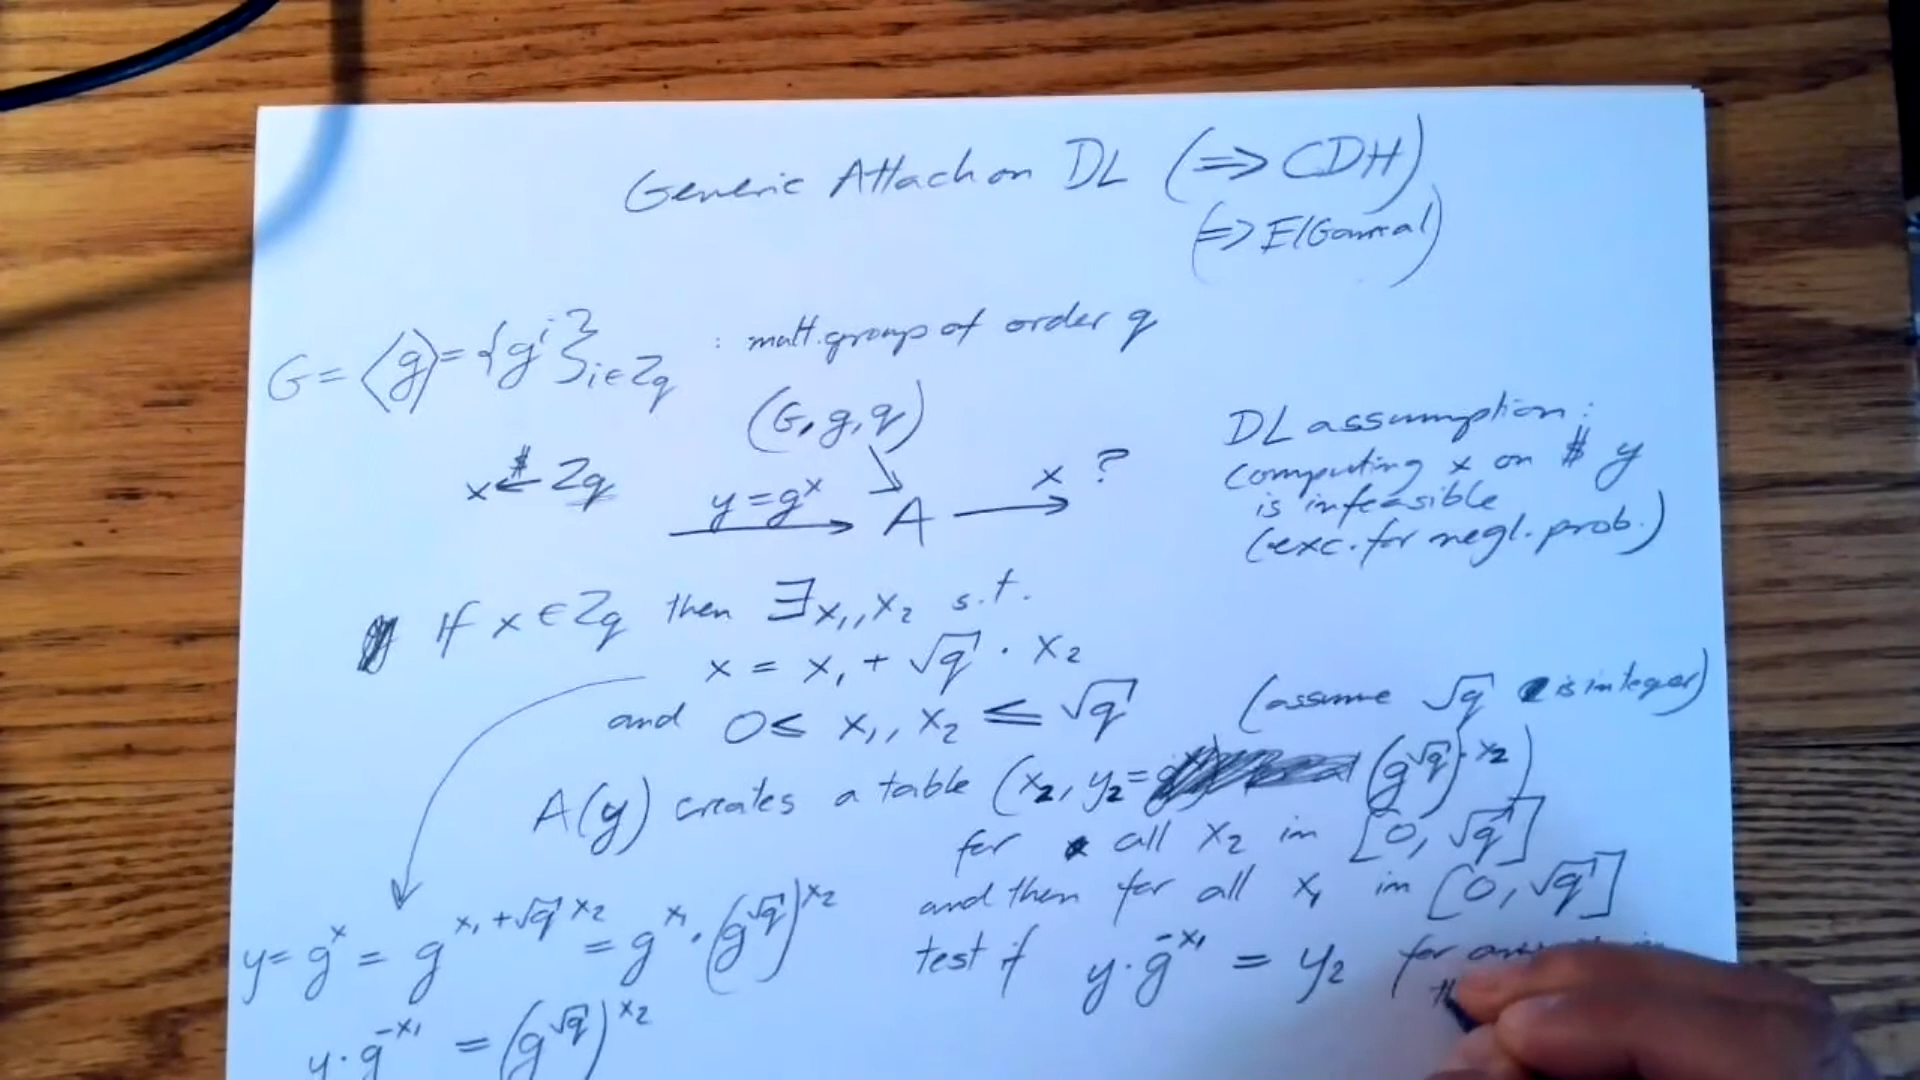 Generic Attack on DL (=> CDH)
(=> ElGamal)
G = <g> = {g^i}_{i∈Zq} : mult. group of order q
(G, g, q)
x <-$ Zq y = g^x A x ?
DL assumption:
computing x on $ y
is infeasible
(exc. for negl. prob.)
If x ∈ Zq then ∃ x₁, x₂ s.t.
x = x₁ + √q · x₂
and 0 ≤ x₁, x₂ ≤ √q (assume √q is integer)
A(y) creates a table (x₂, y₂ = (g^√q)^x₂)
for all x₂ in [0, √q]
and then for all x₁ in [0, √q]
test if y · g^-x₁ = y₂ for
y = g^x = g^(x₁ + √q x₂) = g^x₁ · (g^√q)^x₂
y · g^-x₁ = (g^√q)^x₂